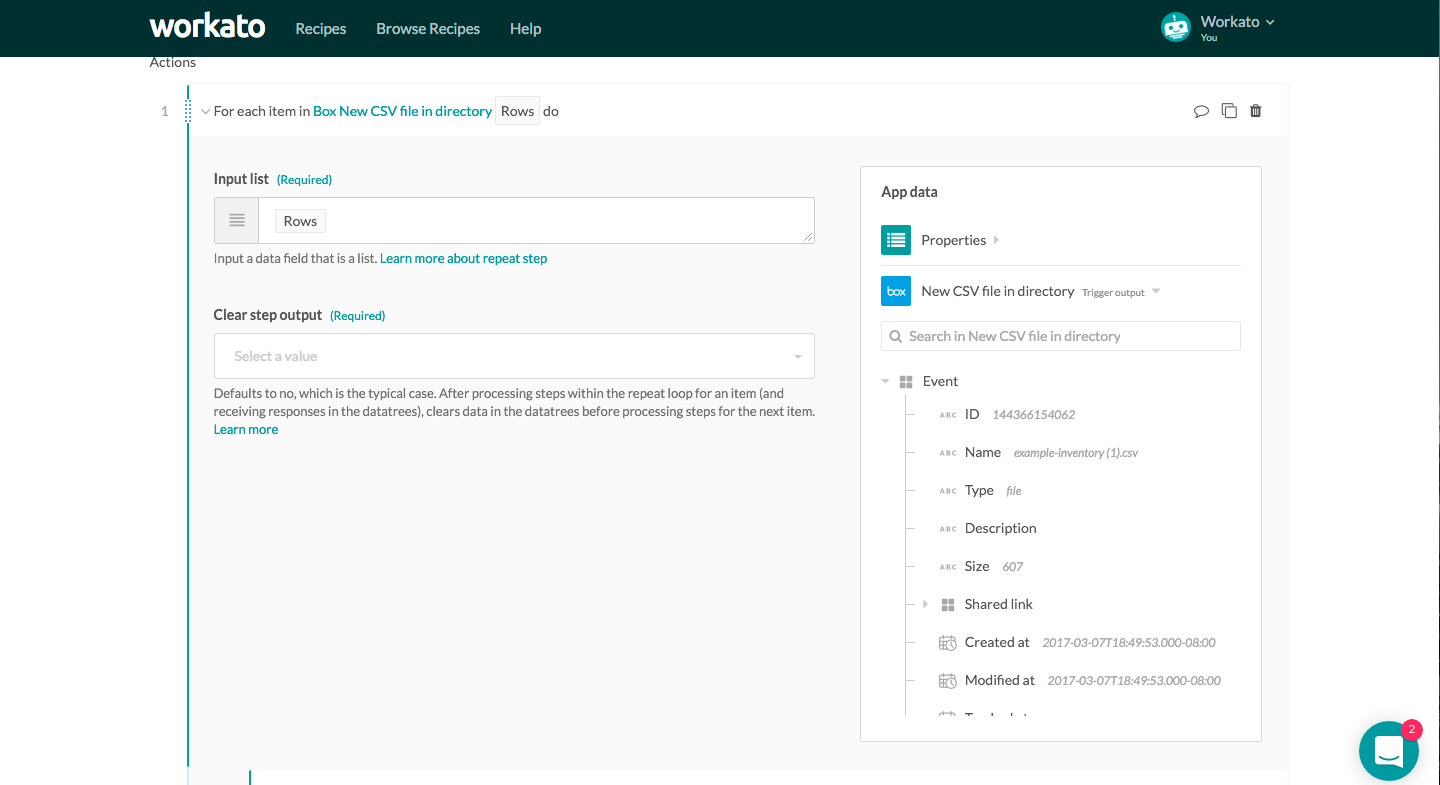 workato
Recipes
Browse Recipes
Help
Workato
You
Actions
1
For each item in Box New CSV file in directory Rows do
Input list (Required)
Rows
Input a data field that is a list. Learn more about repeat step
Clear step output (Required)
Select a value
Defaults to no, which is the typical case. After processing steps within the repeat loop for an item (and
receiving responses in the datatrees), clears data in the datatrees before processing steps for the next item.
Learn more
App data
Properties
box
New CSV file in directory Trigger output
Search in New CSV file in directory
Event
ABC ID 144366154062
ABC Name example-inventory (1).csv
ABC Type file
ABC Description
ABC Size 607
Shared link
Created at 2017-03-07T18:49:53.000-08:00
Modified at 2017-03-07T18:49:53.000-08:00
2